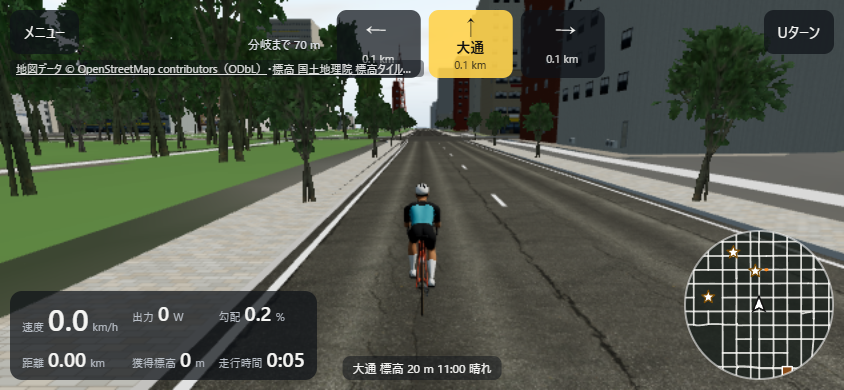 メニュー
分岐まで 70 m
←
0.1 km
↑
大通
0.1 km
→
0.1 km
Uターン
地図データ © OpenStreetMap contributors（ODbL）・標高 国土地理院 標高タイル...
速度 0.0 km/h 出力 0 W 勾配 0.2 %
距離 0.00 km 獲得標高 0 m 走行時間 0:05
大通 標高 20 m 11:00 晴れ